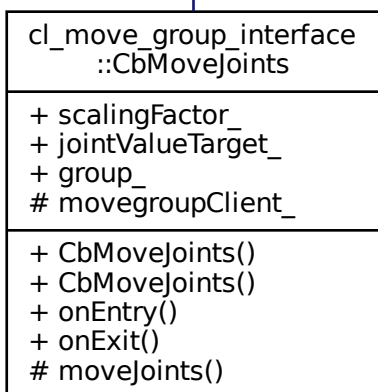 cl_move_group_interface
::CbMoveJoints
+ scalingFactor_
+ jointValueTarget_
+ group_
# movegroupClient_
+ CbMoveJoints()
+ CbMoveJoints()
+ onEntry()
+ onExit()
# moveJoints()